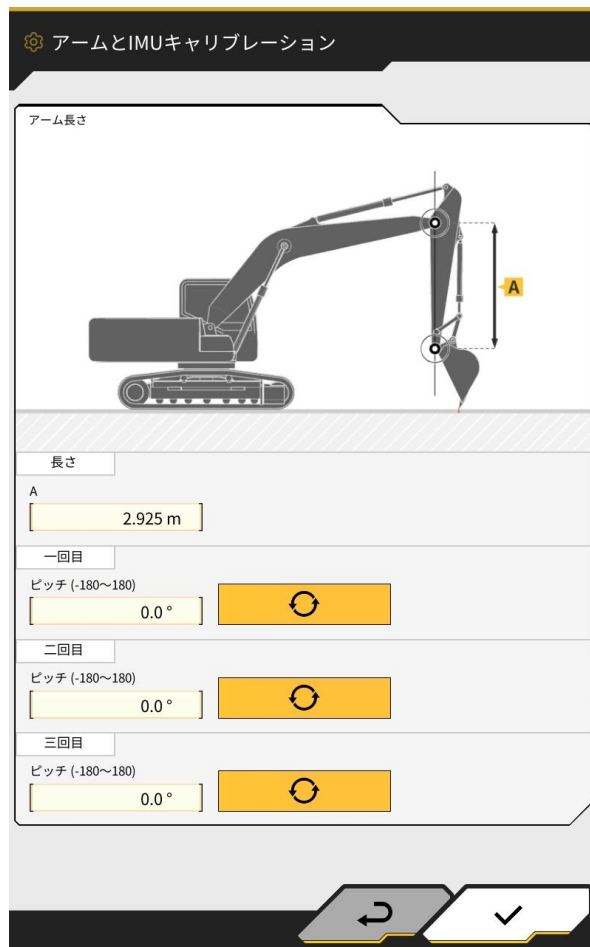 アームとIMUキャリブレーション
アーム長さ
A
長さ
A
2.925 m
一回目
ピッチ (-180～180)
0.0 °
二回目
ピッチ (-180～180)
0.0 °
三回目
ピッチ (-180～180)
0.0 °